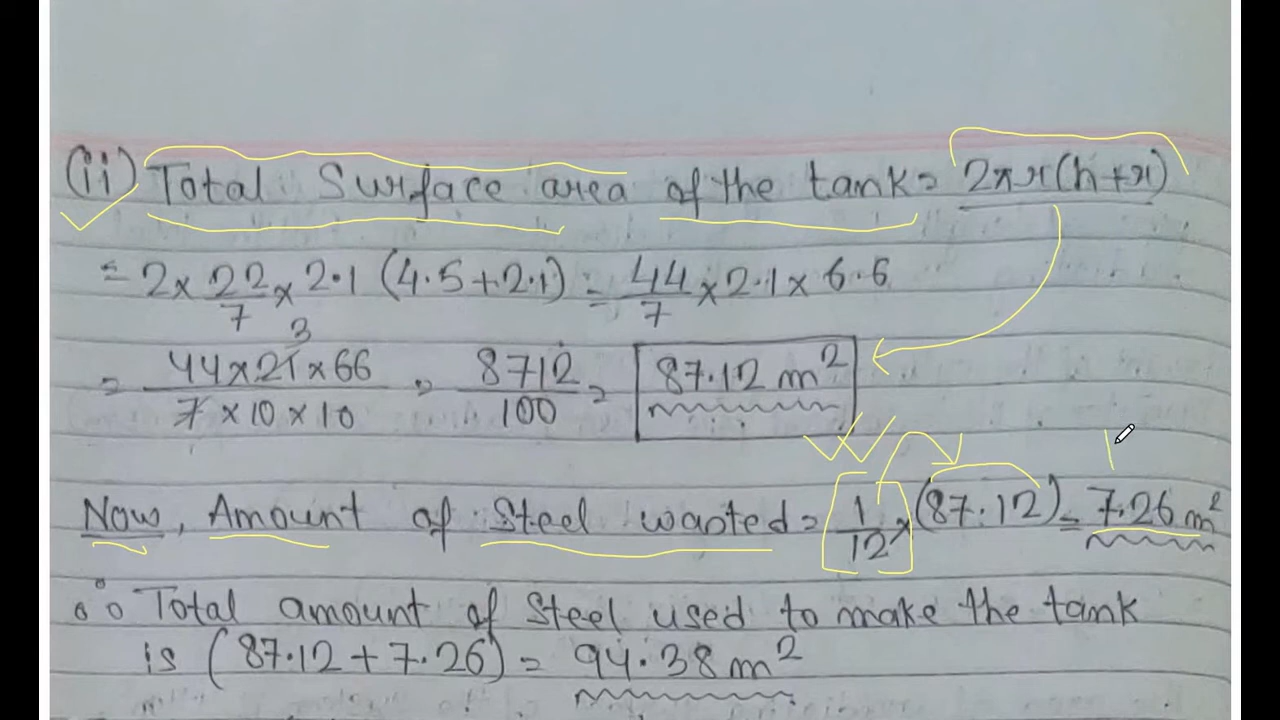 (ii) Total Surface area of the tank = 2πr(h+r)
= 2 × 22/7 × 2.1 (4.5+2.1) = 44/7 × 2.1 × 6.6
= 44×21×66/7×10×10 = 8712/100 = 87.12 m²
3
Now, Amount of Steel wasted = 1/12 × (87.12) = 7.26 m²
∴ Total amount of Steel used to make the tank
is (87.12 + 7.26) = 94.38 m²